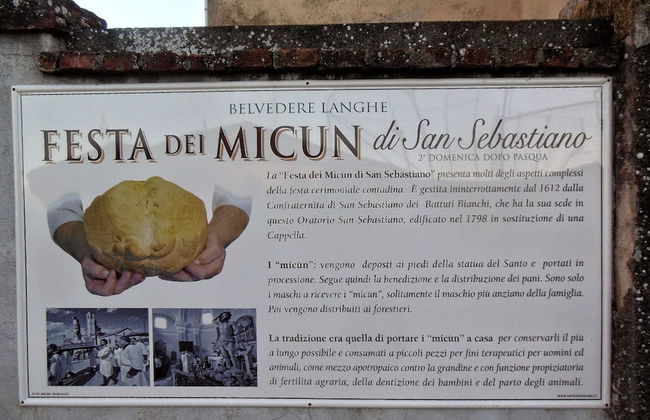 BELVEDERE LANGHE
FESTA DEI MICUN di San Sebastiano
2ª DOMENICA DOPO PASQUA
La "Festa dei Micùn di San Sebastiano" presenta molti degli aspetti complessi
della festa cerimoniale contadina. È gestita ininterrottamente dal 1612 dalla
Confraternita di San Sebastiano dei Battuti Bianchi, che ha la sua sede in
questo Oratorio San Sebastiano, edificato nel 1798 in sostituzione di una
Cappella.
I "micùn": vengono deposti ai piedi della statua del Santo e portati in
processione. Segue quindi la benedizione e la distribuzione dei pani. Sono solo
i maschi a ricevere i "micun", solitamente il maschio più anziano della famiglia.
Poi vengono distribuiti ai forestieri.
La tradizione era quella di portare i "micùn" a casa per conservarli il più
a lungo possibile e consumati a piccoli pezzi per fini terapeutici per uomini ed
animali, come mezzo apotropaico contro la grandine e con funzione propiziatoria
di fertilità agraria, della dentizione dei bambini e del parto degli animali.